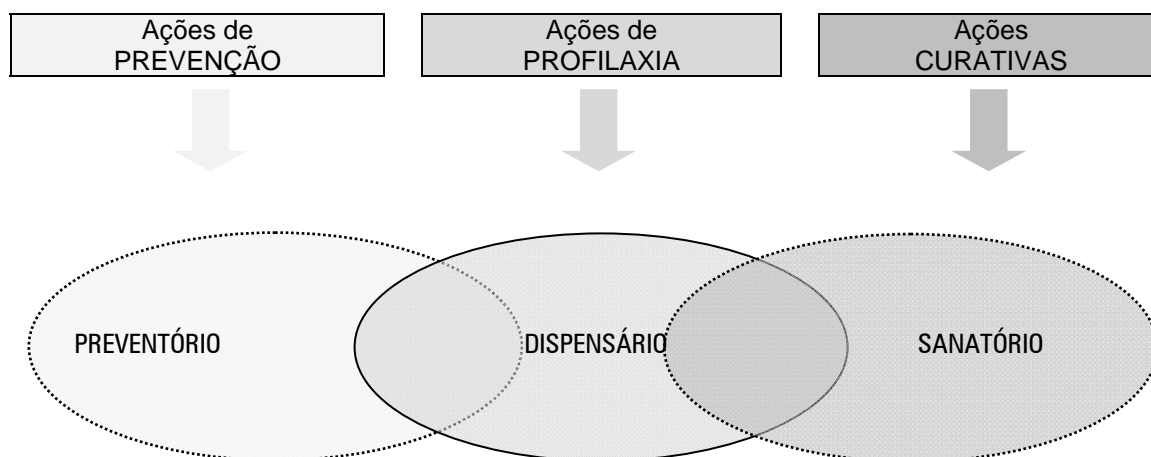 Ações de
PREVENÇÃO
Ações de
PROFILAXIA
Ações
CURATIVAS
PREVENTÓRIO
DISPENSÁRIO
SANATÓRIO